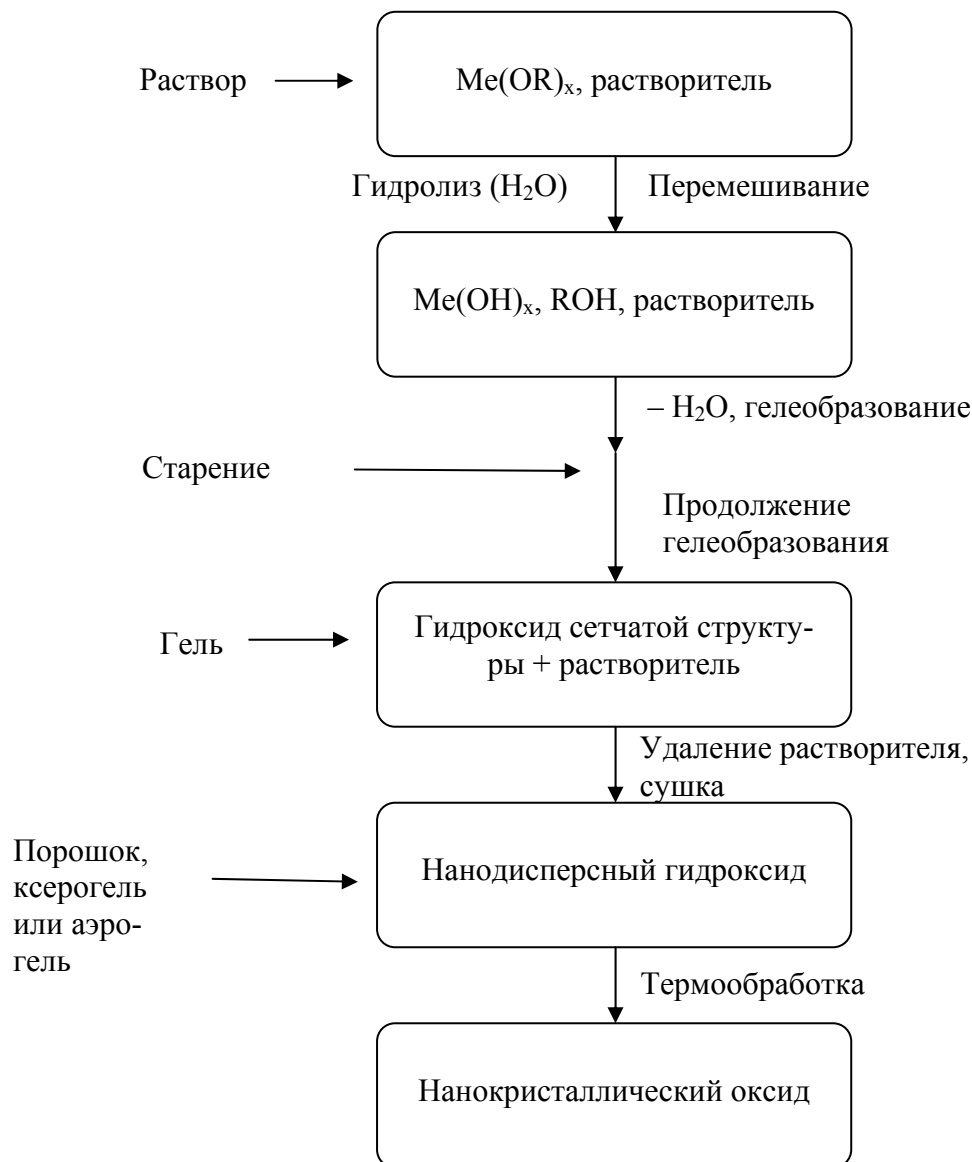 Раствор
Me(OR)ₓ, растворитель
Гидролиз (H₂O)
Перемешивание
Me(OH)ₓ, ROH, растворитель
– H₂O, гелеобразование
Старение
Продолжение
гелеобразования
Гель
Гидроксид сетчатой структу-
ры + растворитель
Удаление растворителя,
сушка
Порошок,
ксерогель
или аэро-
гель
Нанодисперсный гидроксид
Термообработка
Нанокристаллический оксид